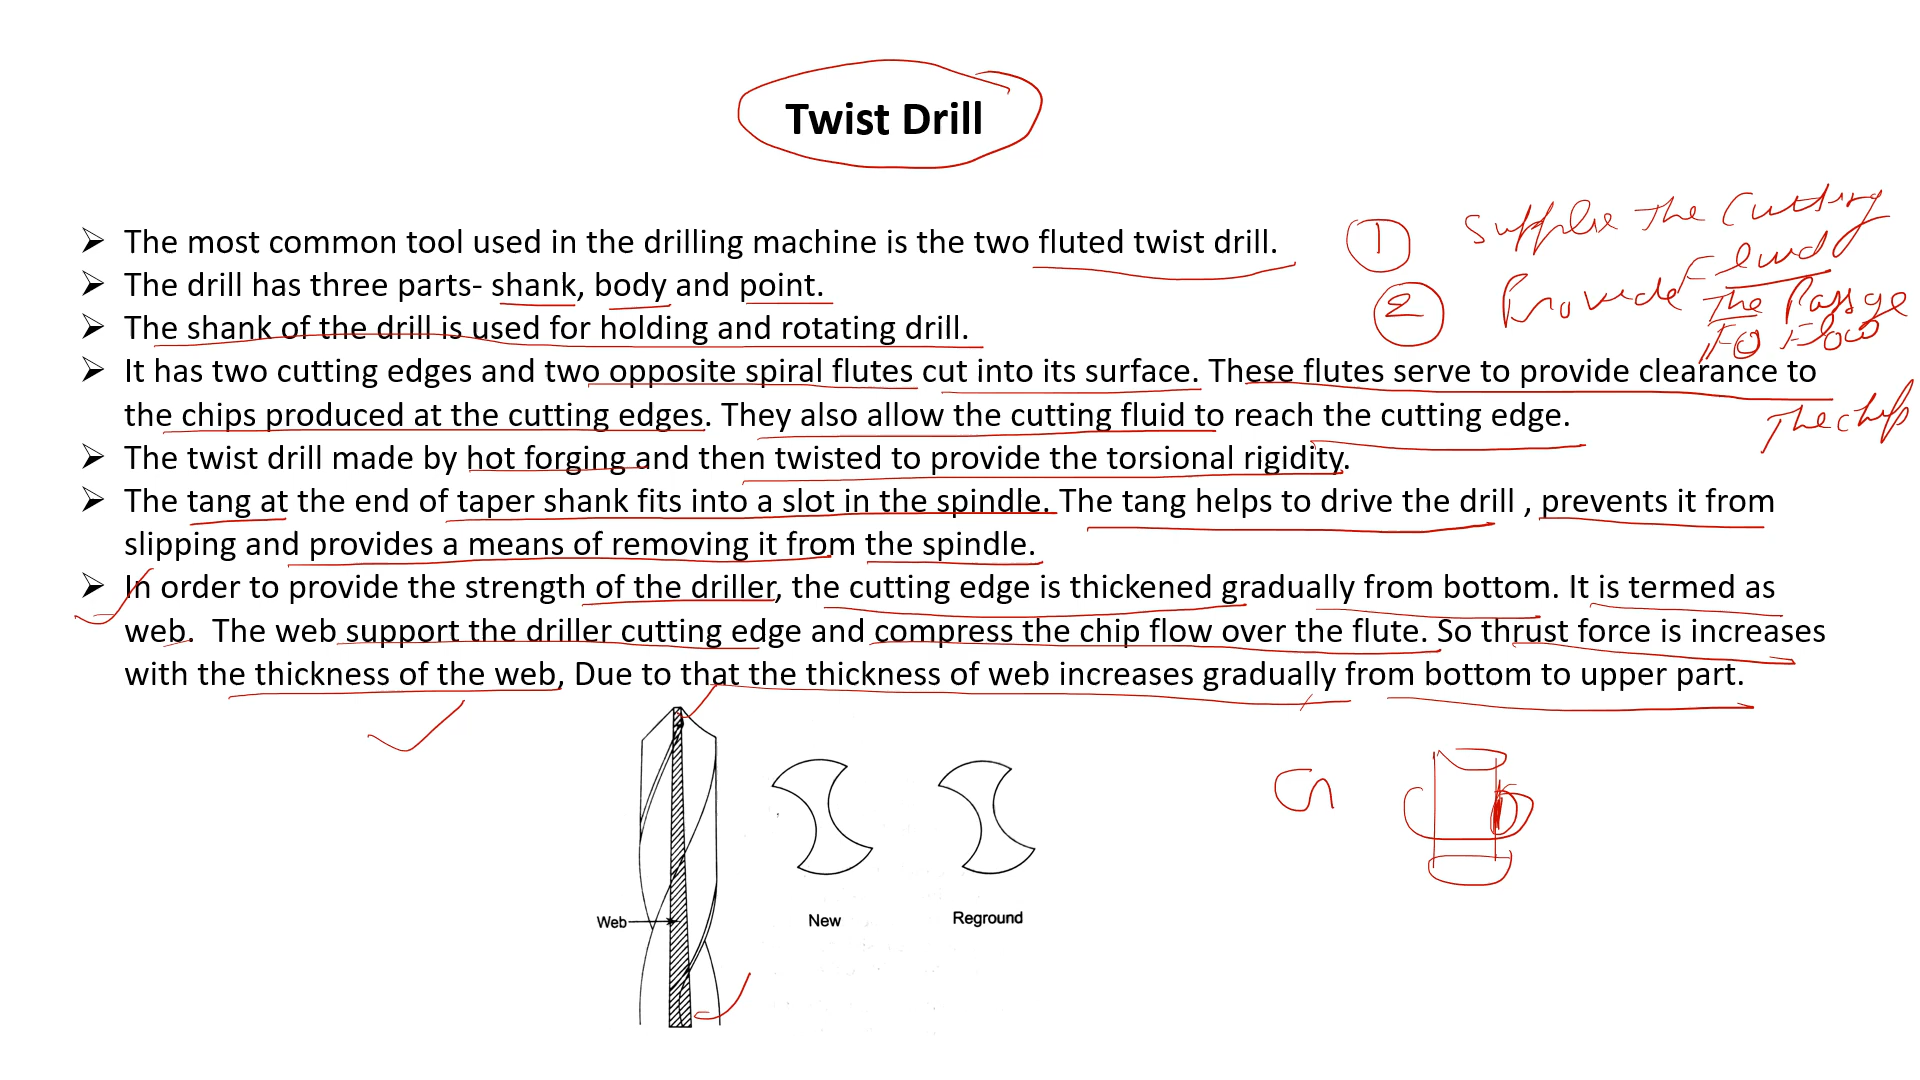 Twist Drill
➢ The most common tool used in the drilling machine is the two fluted twist drill.
➢ The drill has three parts- shank, body and point.
➢ The shank of the drill is used for holding and rotating drill.
➢ It has two cutting edges and two opposite spiral flutes cut into its surface. These flutes serve to provide clearance to
the chips produced at the cutting edges. They also allow the cutting fluid to reach the cutting edge.
➢ The twist drill made by hot forging and then twisted to provide the torsional rigidity.
➢ The tang at the end of taper shank fits into a slot in the spindle. The tang helps to drive the drill , prevents it from
slipping and provides a means of removing it from the spindle.
➢ In order to provide the strength of the driller, the cutting edge is thickened gradually from bottom. It is termed as
web. The web support the driller cutting edge and compress the chip flow over the flute. So thrust force is increases
with the thickness of the web, Due to that the thickness of web increases gradually from bottom to upper part.
1 The Cutting
Fluid
2 Provide The Passge
To Flow
The chip
Web
New
Reground